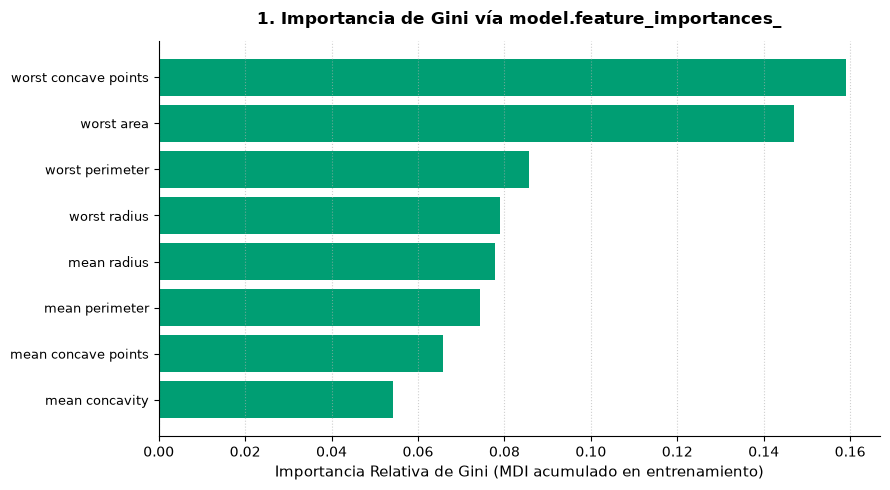 1. Importancia de Gini vía model.feature_importances_
worst concave points
worst area
worst perimeter
worst radius
mean radius
mean perimeter
mean concave points
mean concavity
0.00 0.02 0.04 0.06 0.08 0.10 0.12 0.14 0.16
Importancia Relativa de Gini (MDI acumulado en entrenamiento)